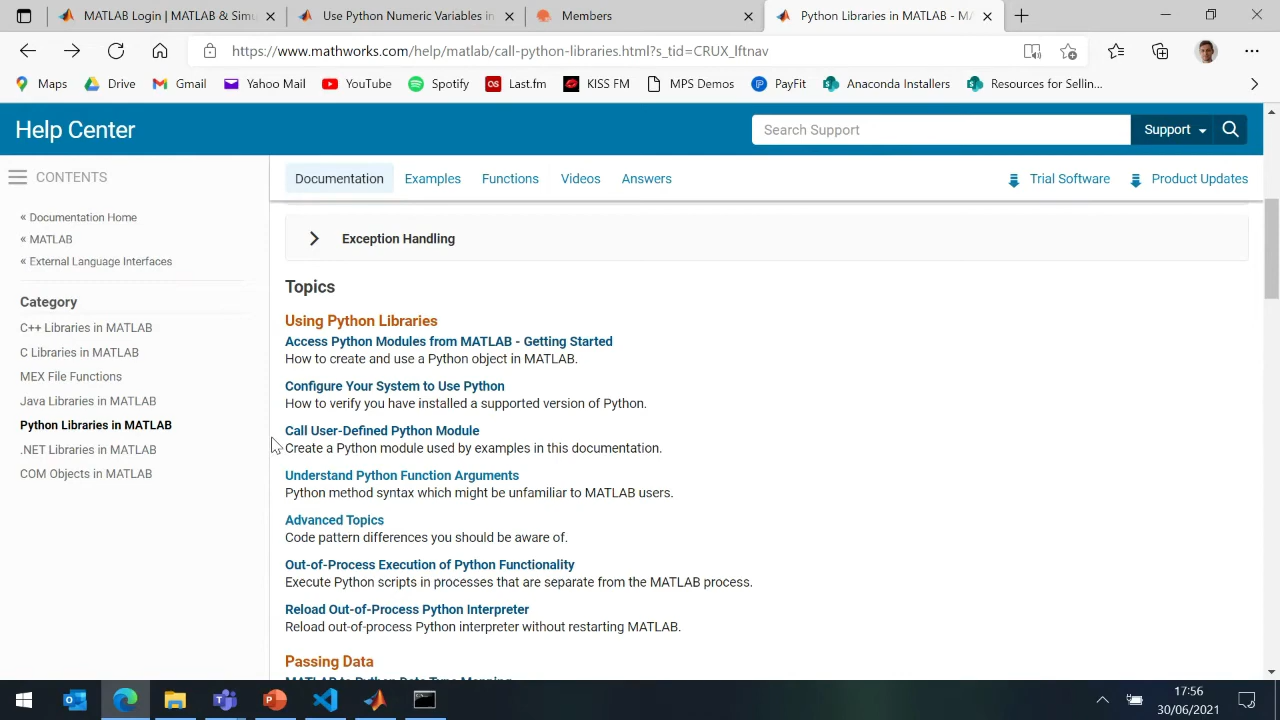 MATLAB Login | MATLAB & Simu
Use Python Numeric Variables in
Members
Python Libraries in MATLAB - MA
https://www.mathworks.com/help/matlab/call-python-libraries.html?s_tid=CRUX_lftnav
Maps
Drive
Gmail
Yahoo Mail
YouTube
Spotify
Last.fm
KISS FM
MPS Demos
PayFit
Anaconda Installers
Resources for Sellin...
Help Center
Search Support
Support
CONTENTS
Documentation
Examples
Functions
Videos
Answers
Trial Software
Product Updates
« Documentation Home
« MATLAB
« External Language Interfaces
Category
C++ Libraries in MATLAB
C Libraries in MATLAB
MEX File Functions
Java Libraries in MATLAB
Python Libraries in MATLAB
.NET Libraries in MATLAB
COM Objects in MATLAB
Exception Handling
Topics
Using Python Libraries
Access Python Modules from MATLAB - Getting Started
How to create and use a Python object in MATLAB.
Configure Your System to Use Python
How to verify you have installed a supported version of Python.
Call User-Defined Python Module
Create a Python module used by examples in this documentation.
Understand Python Function Arguments
Python method syntax which might be unfamiliar to MATLAB users.
Advanced Topics
Code pattern differences you should be aware of.
Out-of-Process Execution of Python Functionality
Execute Python scripts in processes that are separate from the MATLAB process.
Reload Out-of-Process Python Interpreter
Reload out-of-process Python interpreter without restarting MATLAB.
Passing Data
MATLAB to Python Data Type Mapping
17:56
30/06/2021